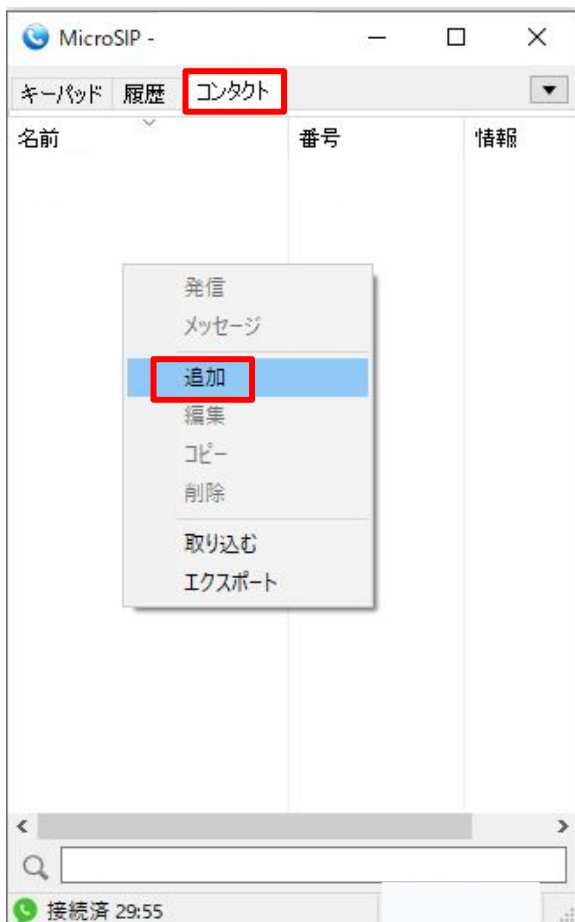 MicroSIP -
キーパッド 履歴 コンタクト
名前 番号 情報
発信
メッセージ
追加
編集
コピー
削除
取り込む
エクスポート
接続済 29:55